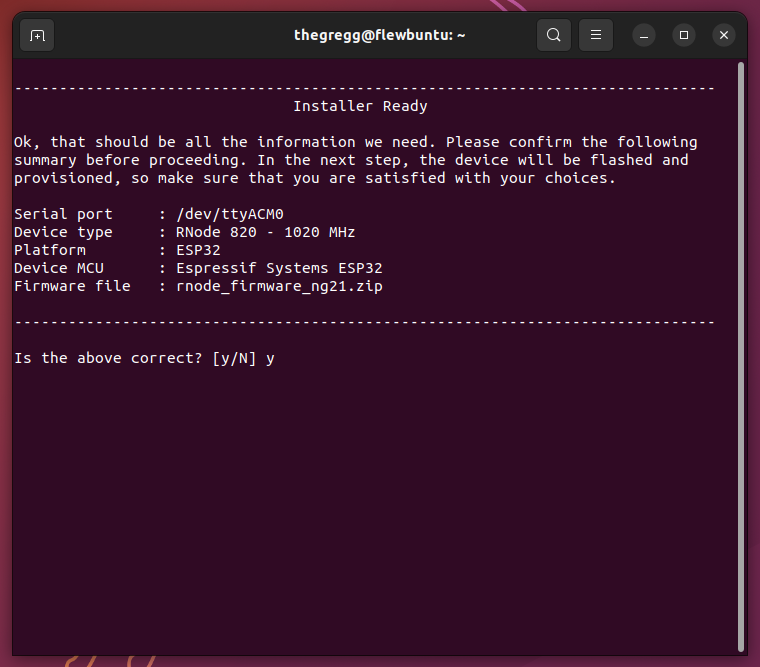 thegregg@flewbuntu: ~
------------------------------------------------------------------------------
Installer Ready
Ok, that should be all the information we need. Please confirm the following
summary before proceeding. In the next step, the device will be flashed and
provisioned, so make sure that you are satisfied with your choices.
Serial port     : /dev/ttyACM0
Device type     : RNode 820 - 1020 MHz
Platform        : ESP32
Device MCU      : Espressif Systems ESP32
Firmware file   : rnode_firmware_ng21.zip
------------------------------------------------------------------------------
Is the above correct? [y/N] y